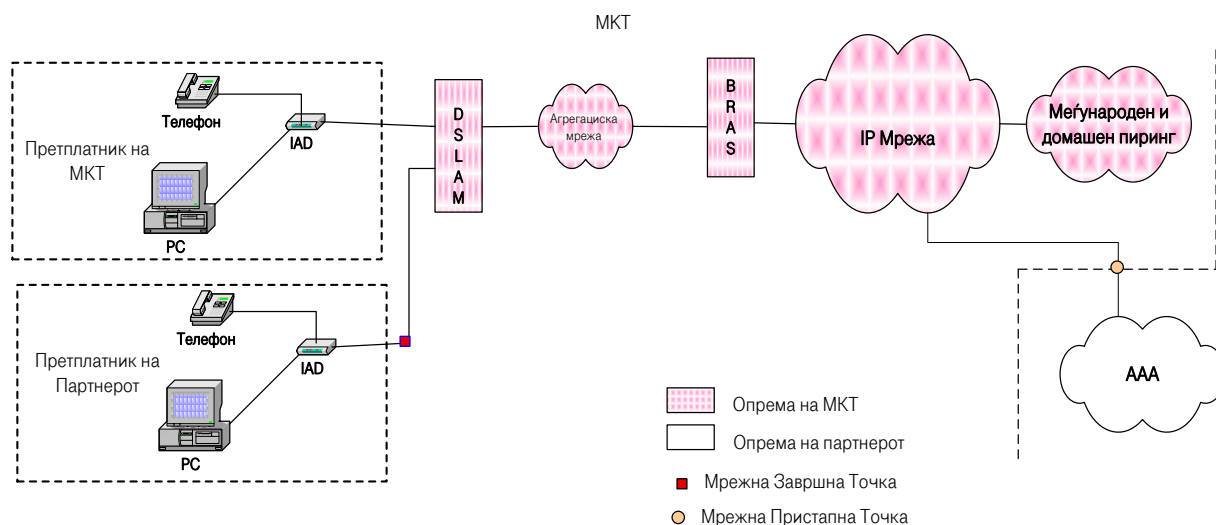 МКТ
Телефон
IAD
Претплатник на
МКТ
PC
D
S
L
A
M
Агрегациска
мрежа
B
R
A
S
IP Мрежа
Меѓународен и
домашен пиринг
Телефон
IAD
Претплатник на
Партнерот
PC
AAA
Опрема на МКТ
Опрема на партнерот
Мрежна Завршна Точка
Мрежна Пристапна Точка